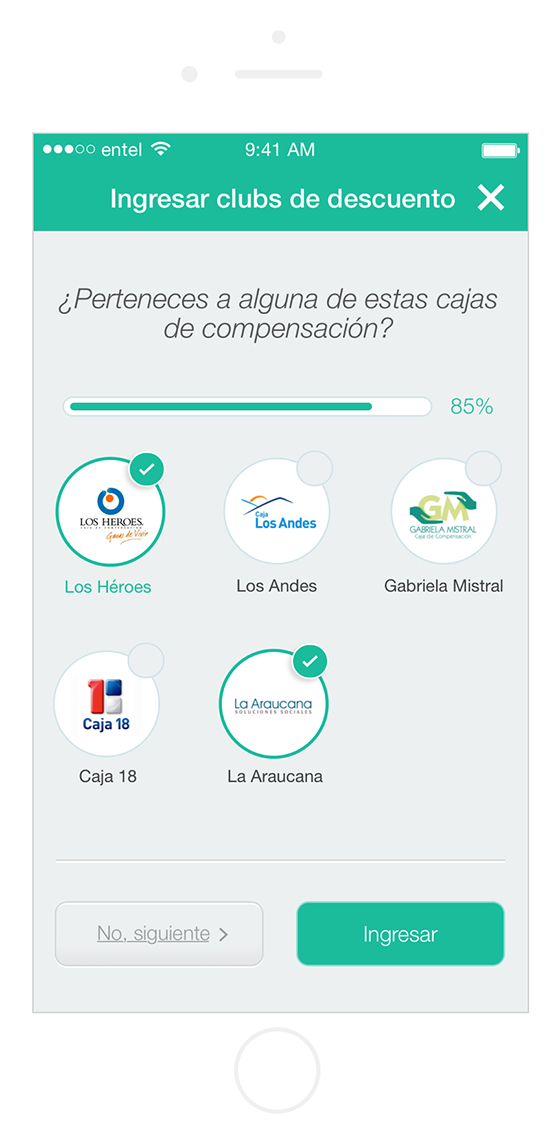 entel 9:41 AM
Ingresar clubs de descuento
¿Perteneces a alguna de estas cajas
de compensación?
85%
LOS HEROES.
CAJA DE COMPENSACIÓN
Ganas de Vivir
Los Héroes
Caja
Los Andes
Los Andes
GM
GABRIELA MISTRAL
Caja de Compensación
Gabriela Mistral
18
Caja 18
Caja 18
La Araucana
SOLUCIONES SOCIALES
La Araucana
No, siguiente >
Ingresar